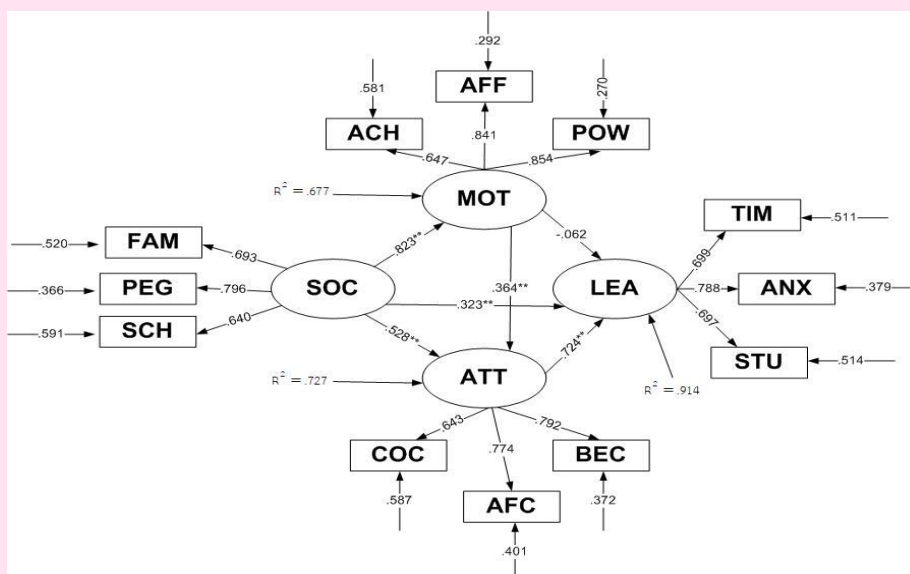 .292
.581
AFF
.270
ACH
.841
POW
.647
.854
R² = .677
MOT
TIM
.511
.520
FAM
.693
.823**
-.062
.699
.366
PEG
.796
SOC
.364**
LEA
.788
ANX
.379
.323**
.591
SCH
.640
.528**
.724**
.697
STU
.514
R² = .727
ATT
R² = .914
.643
.792
COC
.774
BEC
.587
AFC
.372
.401